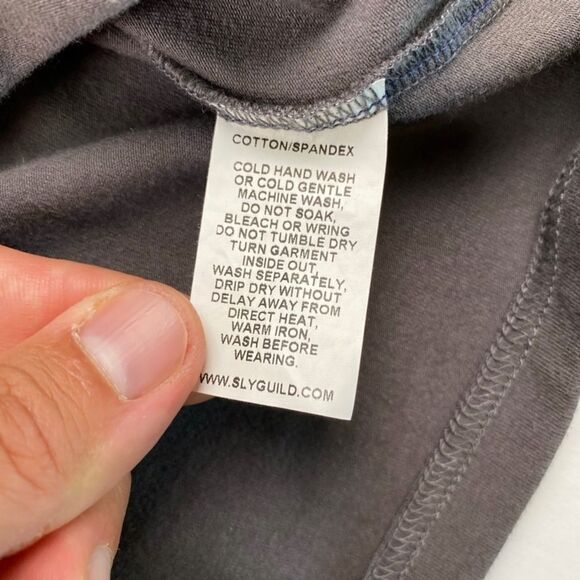 COTTON/SPANDEX
COLD HAND WASH
OR COLD GENTLE
MACHINE WASH,
DO NOT SOAK,
BLEACH OR WRING
DO NOT TUMBLE DRY
TURN GARMENT
INSIDE OUT,
WASH SEPARATELY,
DRIP DRY WITHOUT
DELAY AWAY FROM
DIRECT HEAT,
WARM IRON,
WASH BEFORE
WEARING.
WWW.SLYGUILD.COM